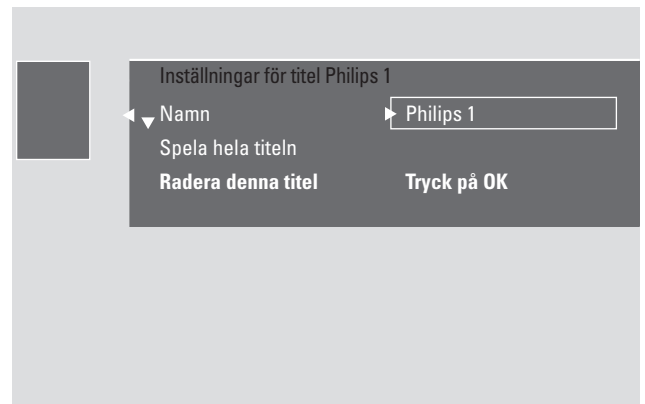 Inställningar för titel Philips 1
Namn Philips 1
Spela hela titeln
Radera denna titel Tryck på OK